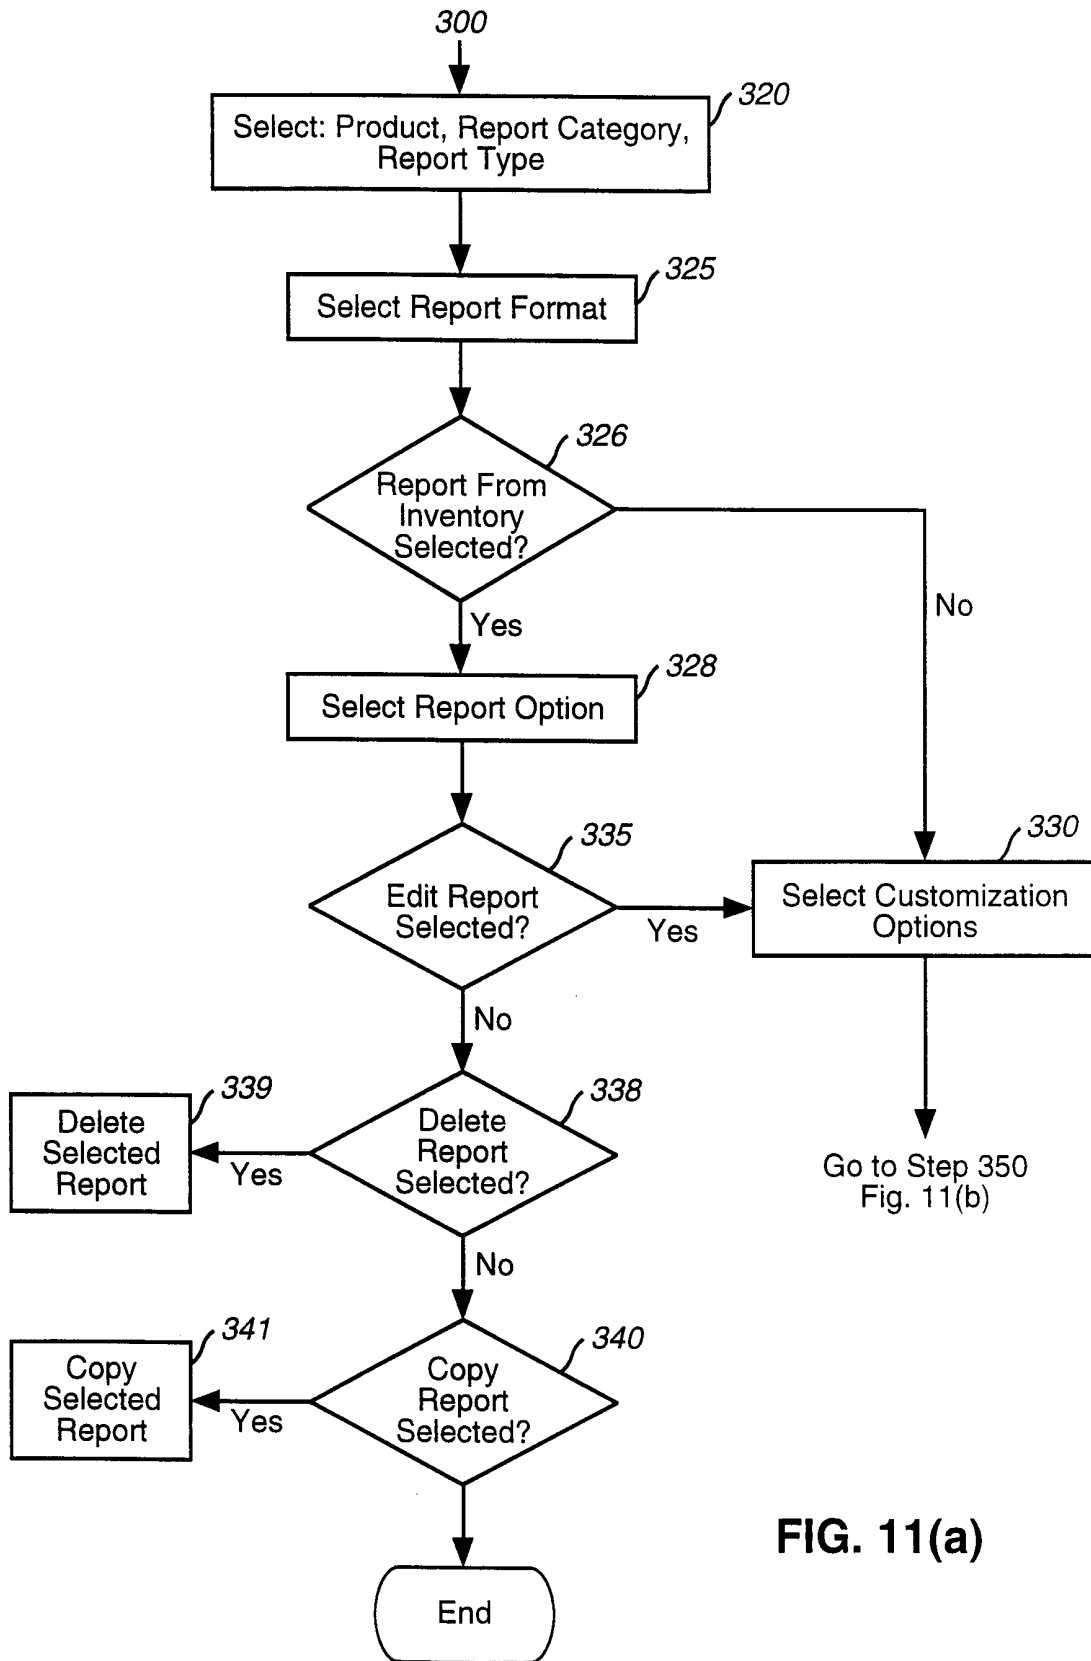 300
320
Select: Product, Report Category,
Report Type
325
Select Report Format
326
Report From
Inventory
Selected?
No
Yes
328
Select Report Option
335
Edit Report
Selected?
Yes
330
Select Customization
Options
No
339
Delete
Selected
Report
Yes
338
Delete
Report
Selected?
Go to Step 350
Fig. 11(b)
No
341
Copy
Selected
Report
Yes
340
Copy
Report
Selected?
FIG. 11(a)
End